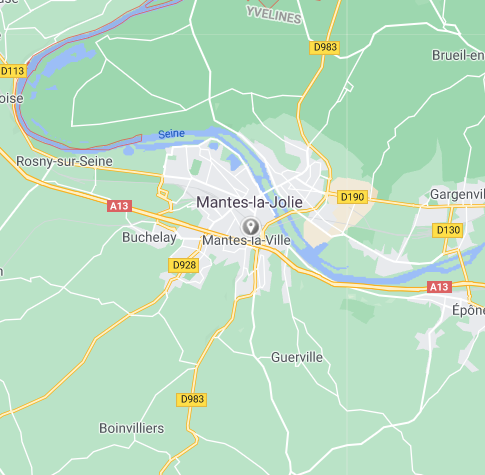 YVELINES
D983
Brueil-en
D113
oise
Seine
Rosny-sur-Seine
Mantes-la-Jolie
D190
Gargenvil
A13
D130
Buchelay
Mantes-la-Ville
D928
A13
Épône
Guerville
D983
Boinvilliers